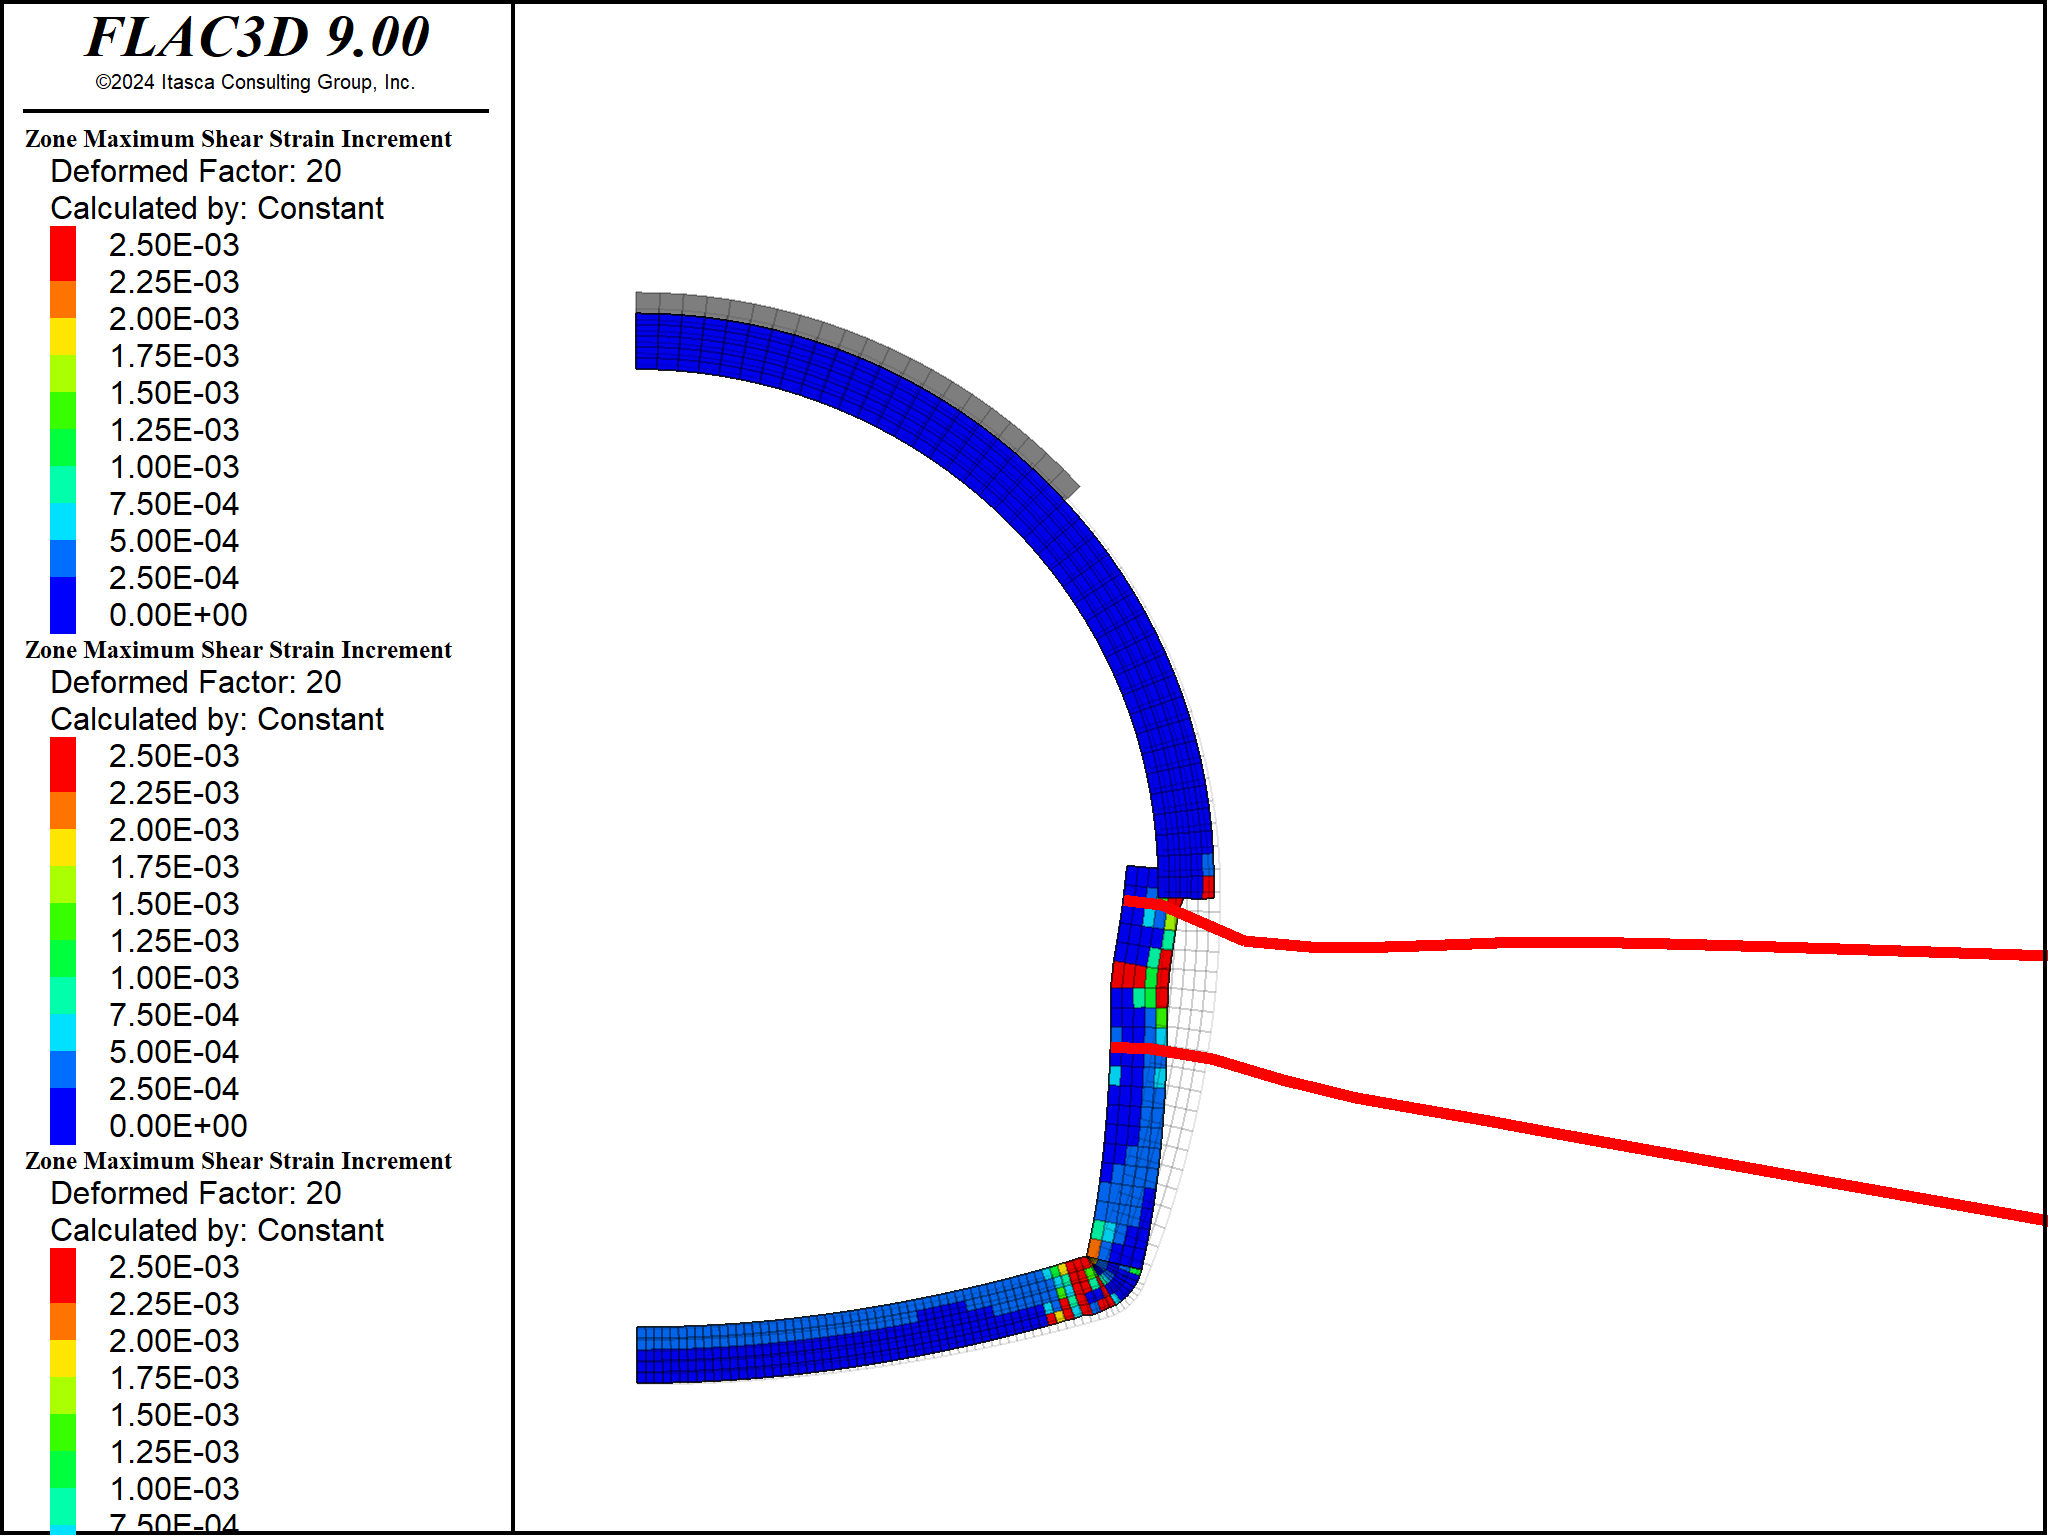 FLAC3D 9.00
©2024 Itasca Consulting Group, Inc.
Zone Maximum Shear Strain Increment
Deformed Factor: 20
Calculated by: Constant
2.50E-03
2.25E-03
2.00E-03
1.75E-03
1.50E-03
1.25E-03
1.00E-03
7.50E-04
5.00E-04
2.50E-04
0.00E+00
Zone Maximum Shear Strain Increment
Deformed Factor: 20
Calculated by: Constant
2.50E-03
2.25E-03
2.00E-03
1.75E-03
1.50E-03
1.25E-03
1.00E-03
7.50E-04
5.00E-04
2.50E-04
0.00E+00
Zone Maximum Shear Strain Increment
Deformed Factor: 20
Calculated by: Constant
2.50E-03
2.25E-03
2.00E-03
1.75E-03
1.50E-03
1.25E-03
1.00E-03
7.50E-04